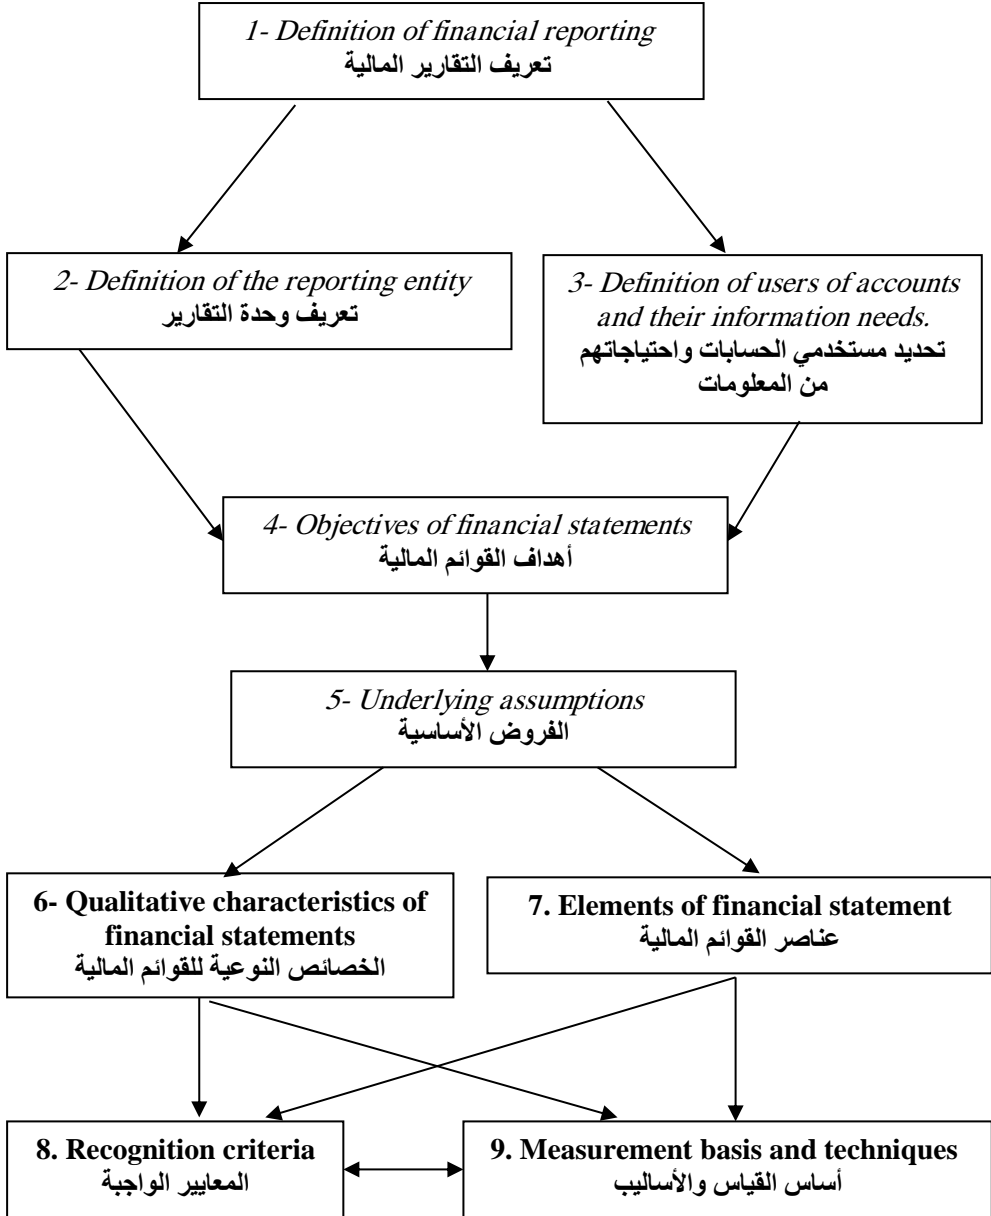 1- Definition of financial reporting
تعريف التقارير المالية
2- Definition of the reporting entity
تعريف وحدة التقارير
3- Definition of users of accounts
and their information needs.
تحديد مستخدمي الحسابات واحتياجاتهم
من المعلومات
4- Objectives of financial statements
أهداف القوائم المالية
5- Underlying assumptions
الفروض الأساسية
6- Qualitative characteristics of
financial statements
الخصائص النوعية للقوائم المالية
7. Elements of financial statement
عناصر القوائم المالية
8. Recognition criteria
المعايير الواجبة
9. Measurement basis and techniques
أساس القياس والأساليب